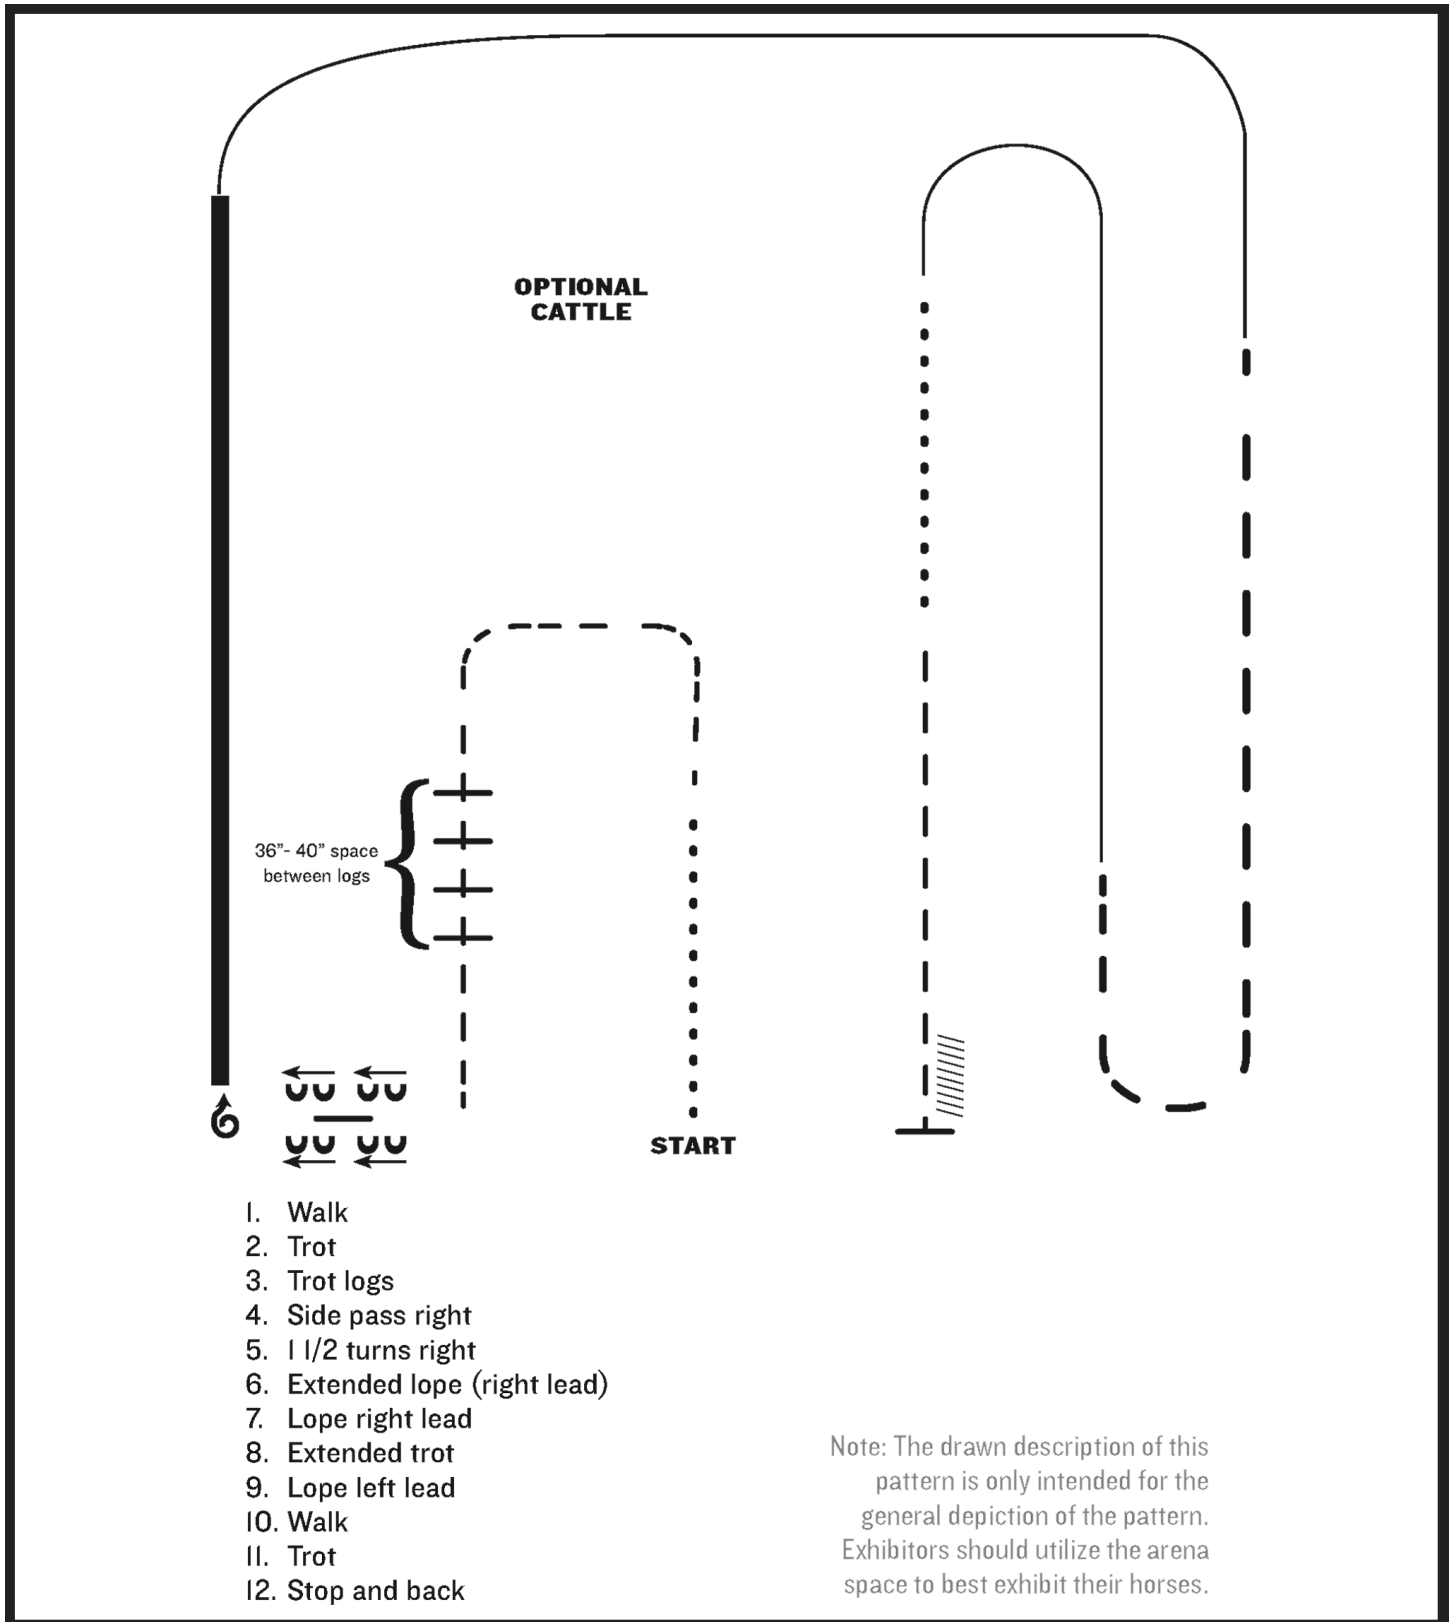 OPTIONAL
CATTLE
36”- 40” space
between logs
START
1. Walk
2. Trot
3. Trot logs
4. Side pass right
5. 1 1/2 turns right
6. Extended lope (right lead)
7. Lope right lead
8. Extended trot
9. Lope left lead
10. Walk
11. Trot
12. Stop and back
Note: The drawn description of this
pattern is only intended for the
general depiction of the pattern.
Exhibitors should utilize the arena
space to best exhibit their horses.